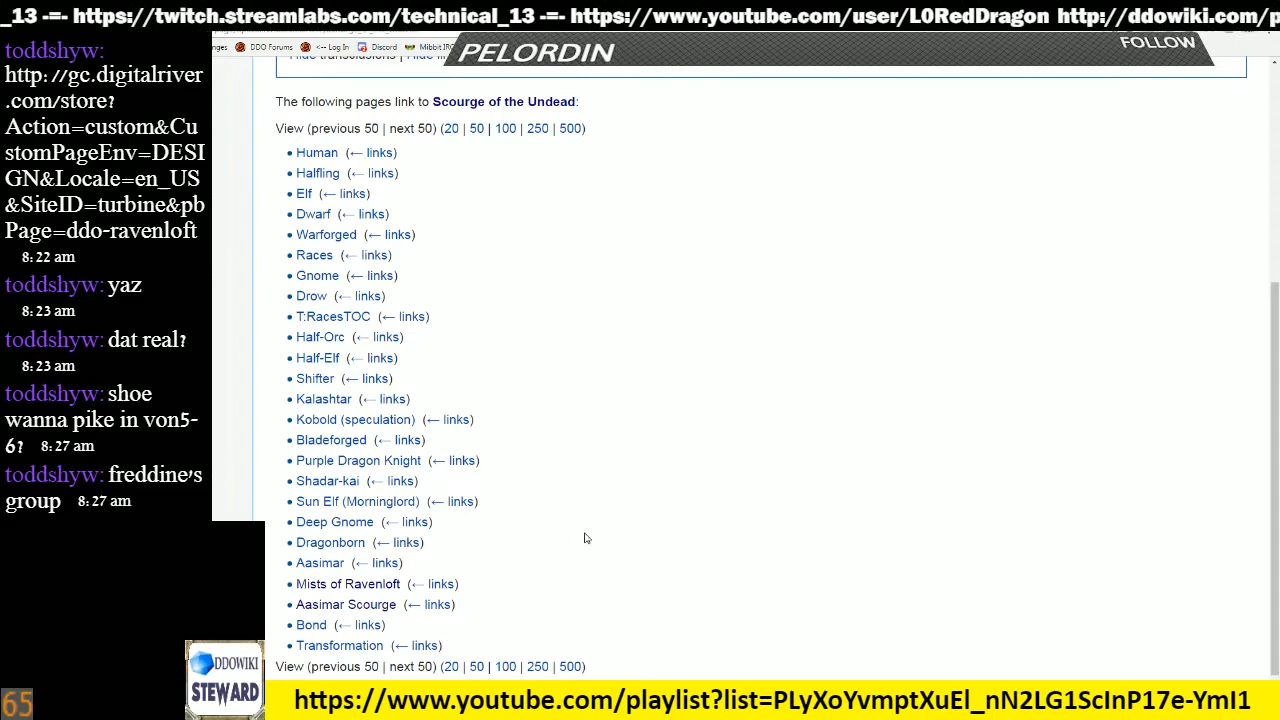 _13 -=- https://twitch.streamlabs.com/technical_13 -=- https://www.youtube.com/user/L0RedDragon http://ddowiki.com/p
nges DDO Forums <-- Log In Discord Mibbit IRC
PELORDIN
FOLLOW
toddshyw:
http://gc.digitalriver
.com/store?
Action=custom&Cu
stomPageEnv=DESI
GN&Locale=en_US
&SiteID=turbine&pb
Page=ddo-ravenloft
8:22 am
toddshyw: yaz
8:23 am
toddshyw: dat real?
8:23 am
toddshyw: shoe
wanna pike in von5-
6? 8:27 am
toddshyw: freddine's
group 8:27 am
The following pages link to Scourge of the Undead:
View (previous 50 | next 50) (20 | 50 | 100 | 250 | 500)
• Human (← links)
• Halfling (← links)
• Elf (← links)
• Dwarf (← links)
• Warforged (← links)
• Races (← links)
• Gnome (← links)
• Drow (← links)
• T:RacesTOC (← links)
• Half-Orc (← links)
• Half-Elf (← links)
• Shifter (← links)
• Kalashtar (← links)
• Kobold (speculation) (← links)
• Bladeforged (← links)
• Purple Dragon Knight (← links)
• Shadar-kai (← links)
• Sun Elf (Morninglord) (← links)
• Deep Gnome (← links)
• Dragonborn (← links)
• Aasimar (← links)
• Mists of Ravenloft (← links)
• Aasimar Scourge (← links)
• Bond (← links)
• Transformation (← links)
View (previous 50 | next 50) (20 | 50 | 100 | 250 | 500)
DDOWIKI
STEWARD
65
https://www.youtube.com/playlist?list=PLyXoYvmptXuEl_nN2LG1ScInP17e-YmI1